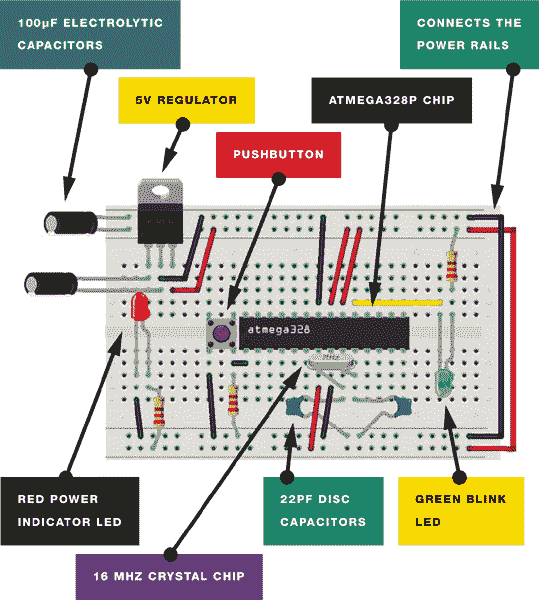 100µF ELECTROLYTIC
CAPACITORS
CONNECTS THE
POWER RAILS
5V REGULATOR
ATMEGA328P CHIP
PUSHBUTTON
atmega328
RED POWER
INDICATOR LED
22PF DISC
CAPACITORS
GREEN BLINK
LED
16 MHZ CRYSTAL CHIP